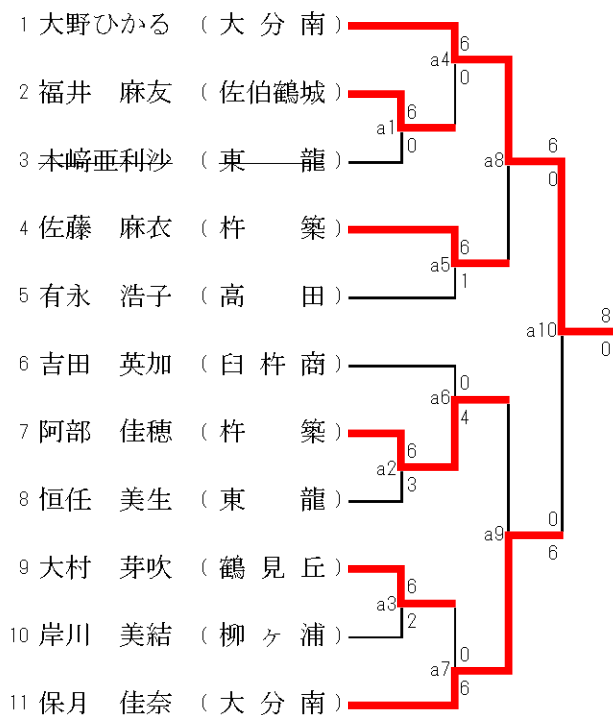 1 大野ひかる （ 大 分 南 ）
6
a4
0
2 福井　麻友 （ 佐伯鶴城 ）
6
a1
0
3 木﨑亜利沙 （ 東　　龍 ）
a8
6
0
4 佐藤　麻衣 （ 杵　　築 ）
6
a5
1
5 有永　浩子 （ 高　　田 ）
a10
8
0
6 吉田　英加 （ 臼 杵 商 ）
0
a6
4
7 阿部　佳穂 （ 杵　　築 ）
6
a2
3
8 恒任　美生 （ 東　　龍 ）
a9
0
6
9 大村　芽吹 （ 鶴 見 丘 ）
6
a3
2
10 岸川　美結 （ 柳 ヶ 浦 ）
0
a7
6
11 保月　佳奈 （ 大 分 南 ）